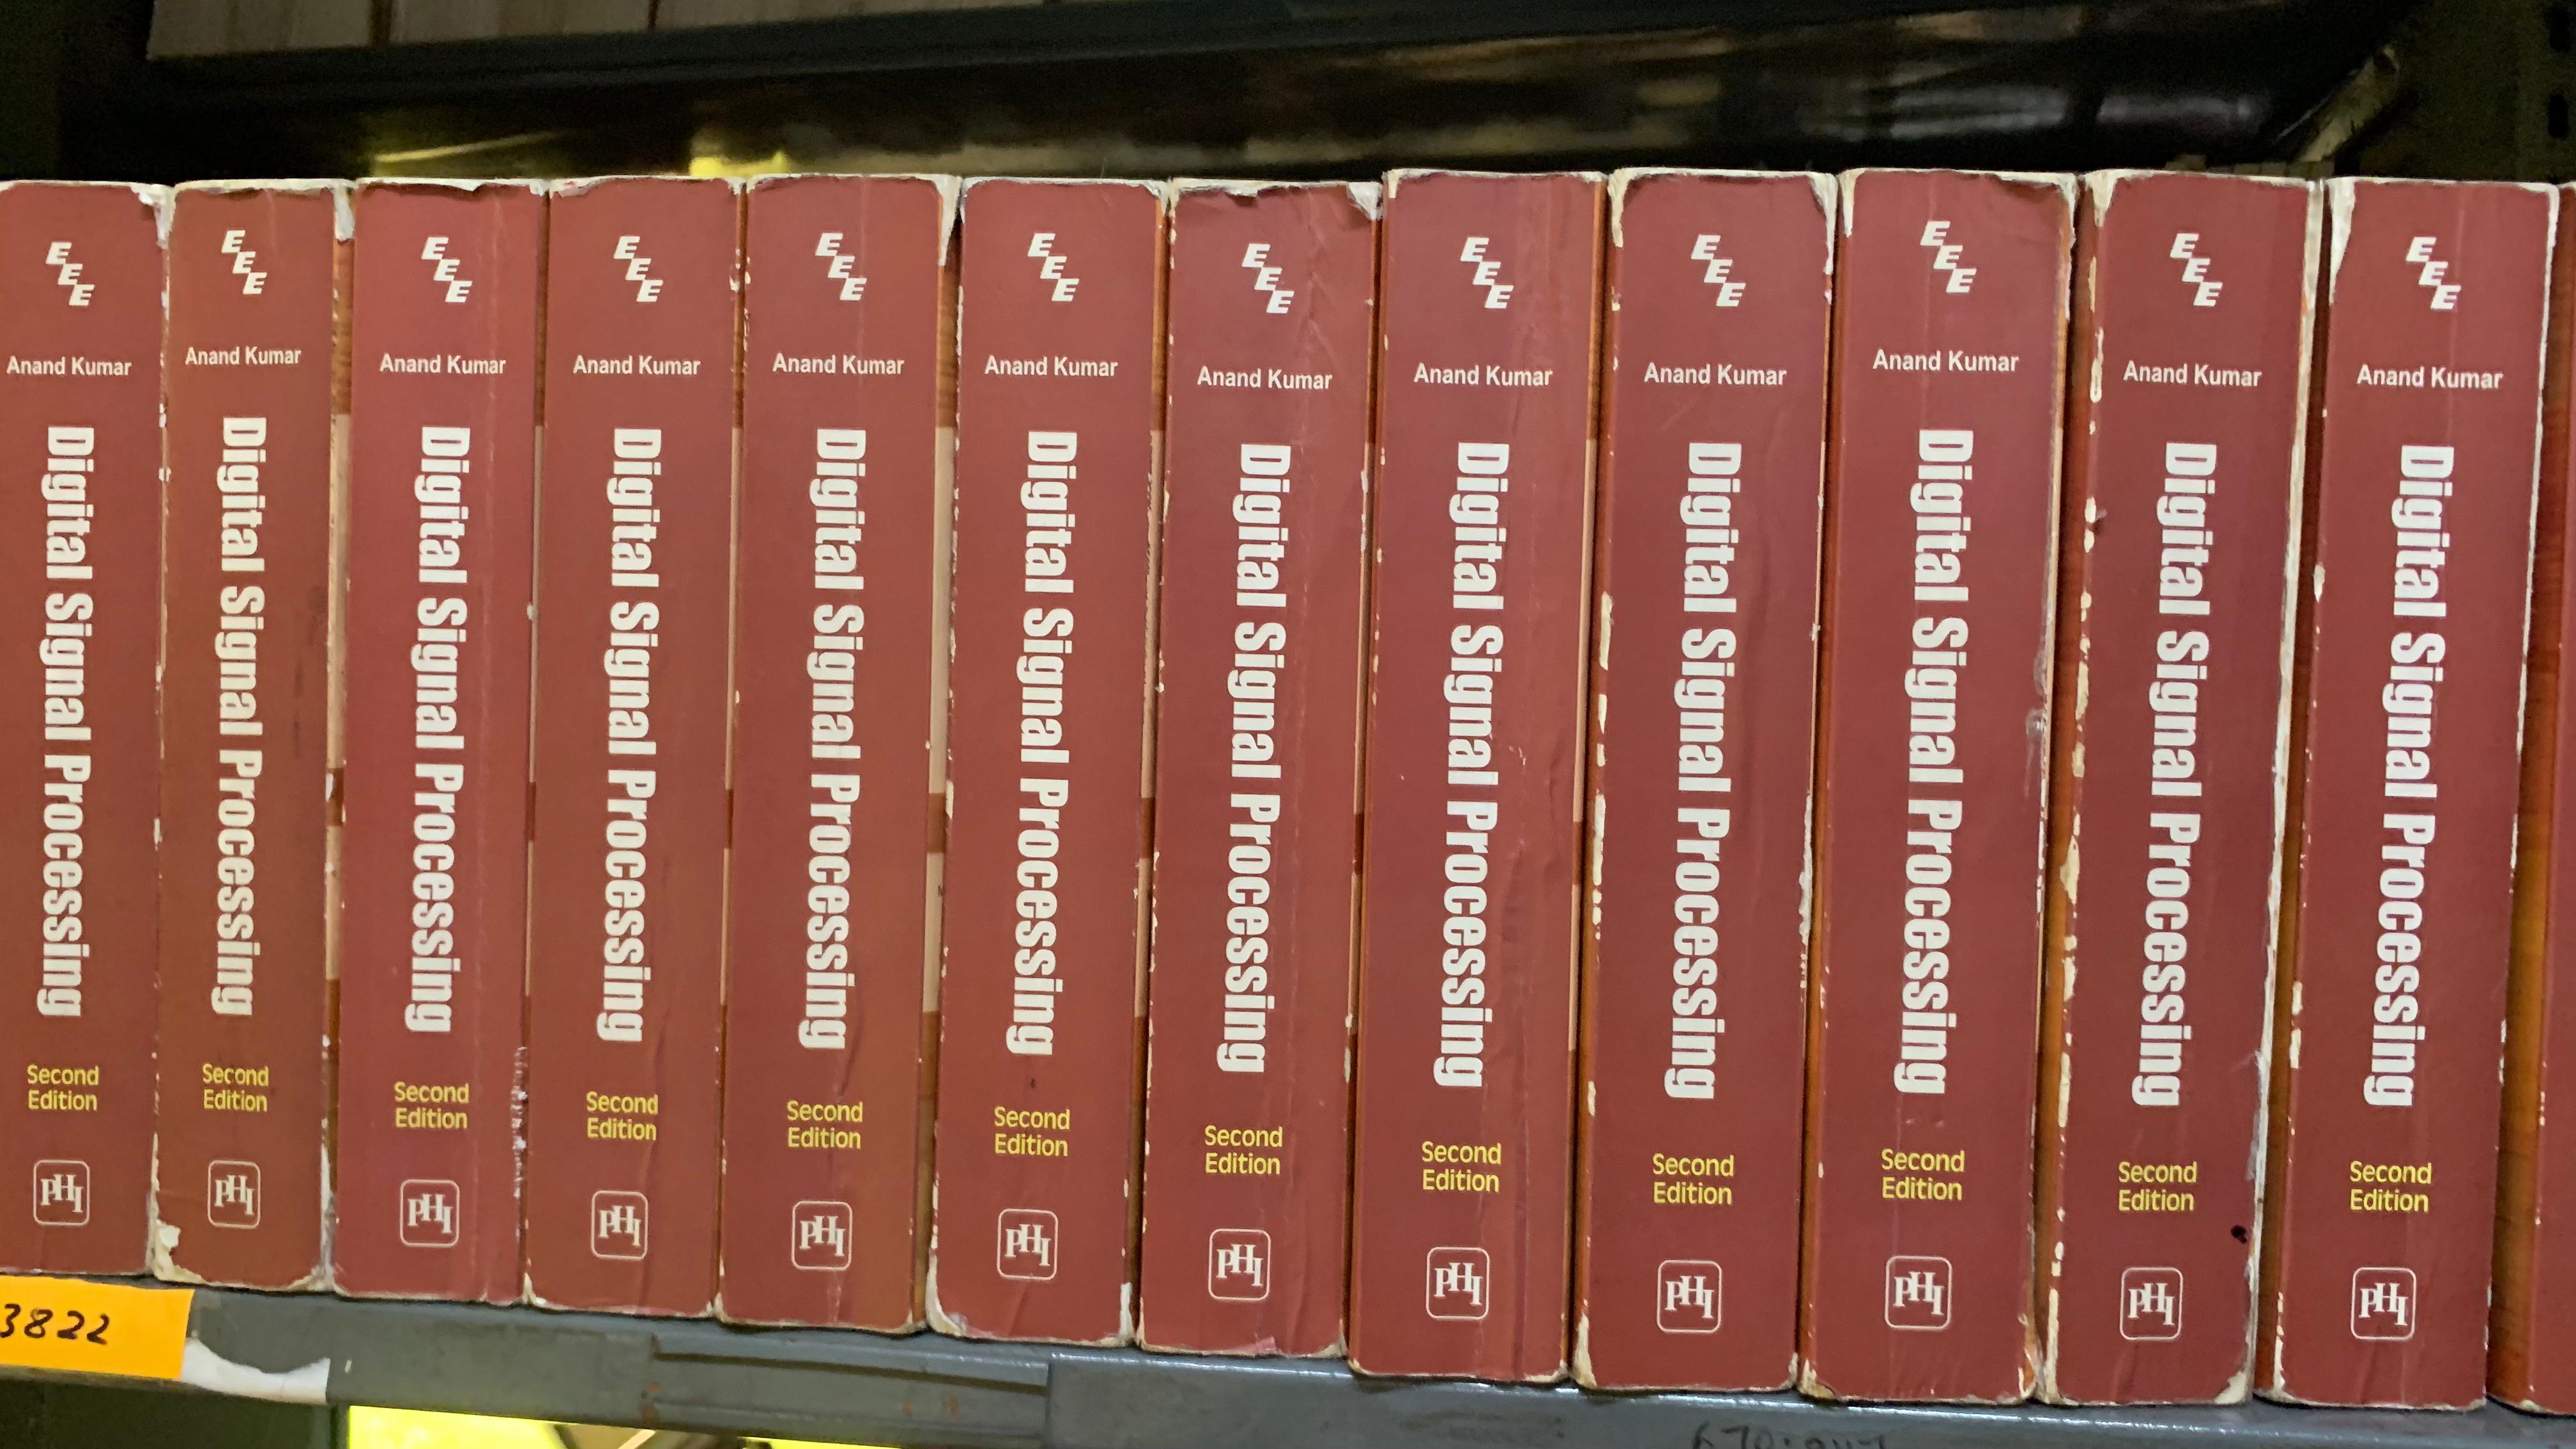 EEE
Anand Kumar
Digital Signal Processing
Second
Edition
PHI
EEE
Anand Kumar
Digital Signal Processing
Second
Edition
PHI
EEE
Anand Kumar
Digital Signal Processing
Second
Edition
PHI
EEE
Anand Kumar
Digital Signal Processing
Second
Edition
PHI
EEE
Anand Kumar
Digital Signal Processing
Second
Edition
PHI
EEE
Anand Kumar
Digital Signal Processing
Second
Edition
PHI
EEE
Anand Kumar
Digital Signal Processing
Second
Edition
PHI
EEE
Anand Kumar
Digital Signal Processing
Second
Edition
PHI
EEE
Anand Kumar
Digital Signal Processing
Second
Edition
PHI
EEE
Anand Kumar
Digital Signal Processing
Second
Edition
PHI
EEE
Anand Kumar
Digital Signal Processing
Second
Edition
PHI
EEE
Anand Kumar
Digital Signal Processing
Second
Edition
PHI
3822